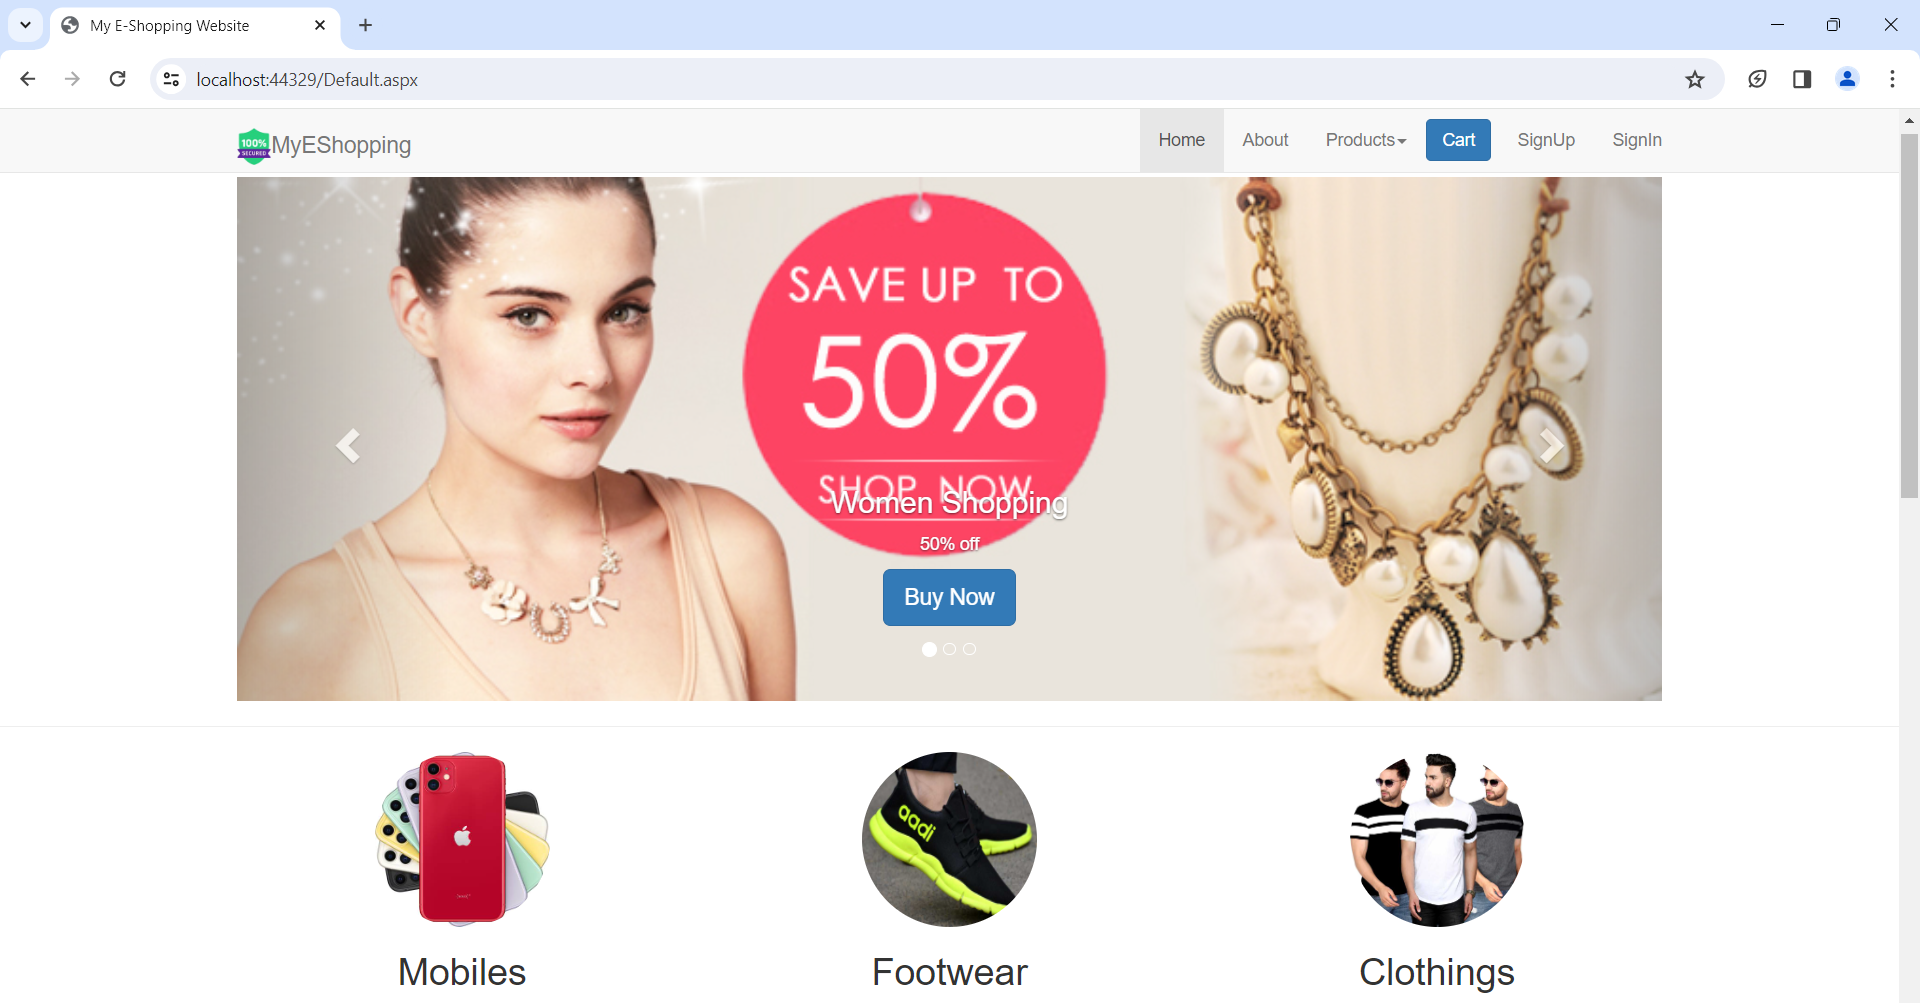 My E-Shopping Website
localhost:44329/Default.aspx
100%
SECURED
MyEShopping
Home About Products Cart SignUp SignIn
SAVE UP TO
50%
SHOP NOW
Women Shopping
50% off
Buy Now
aadi
Mobiles Footwear Clothings